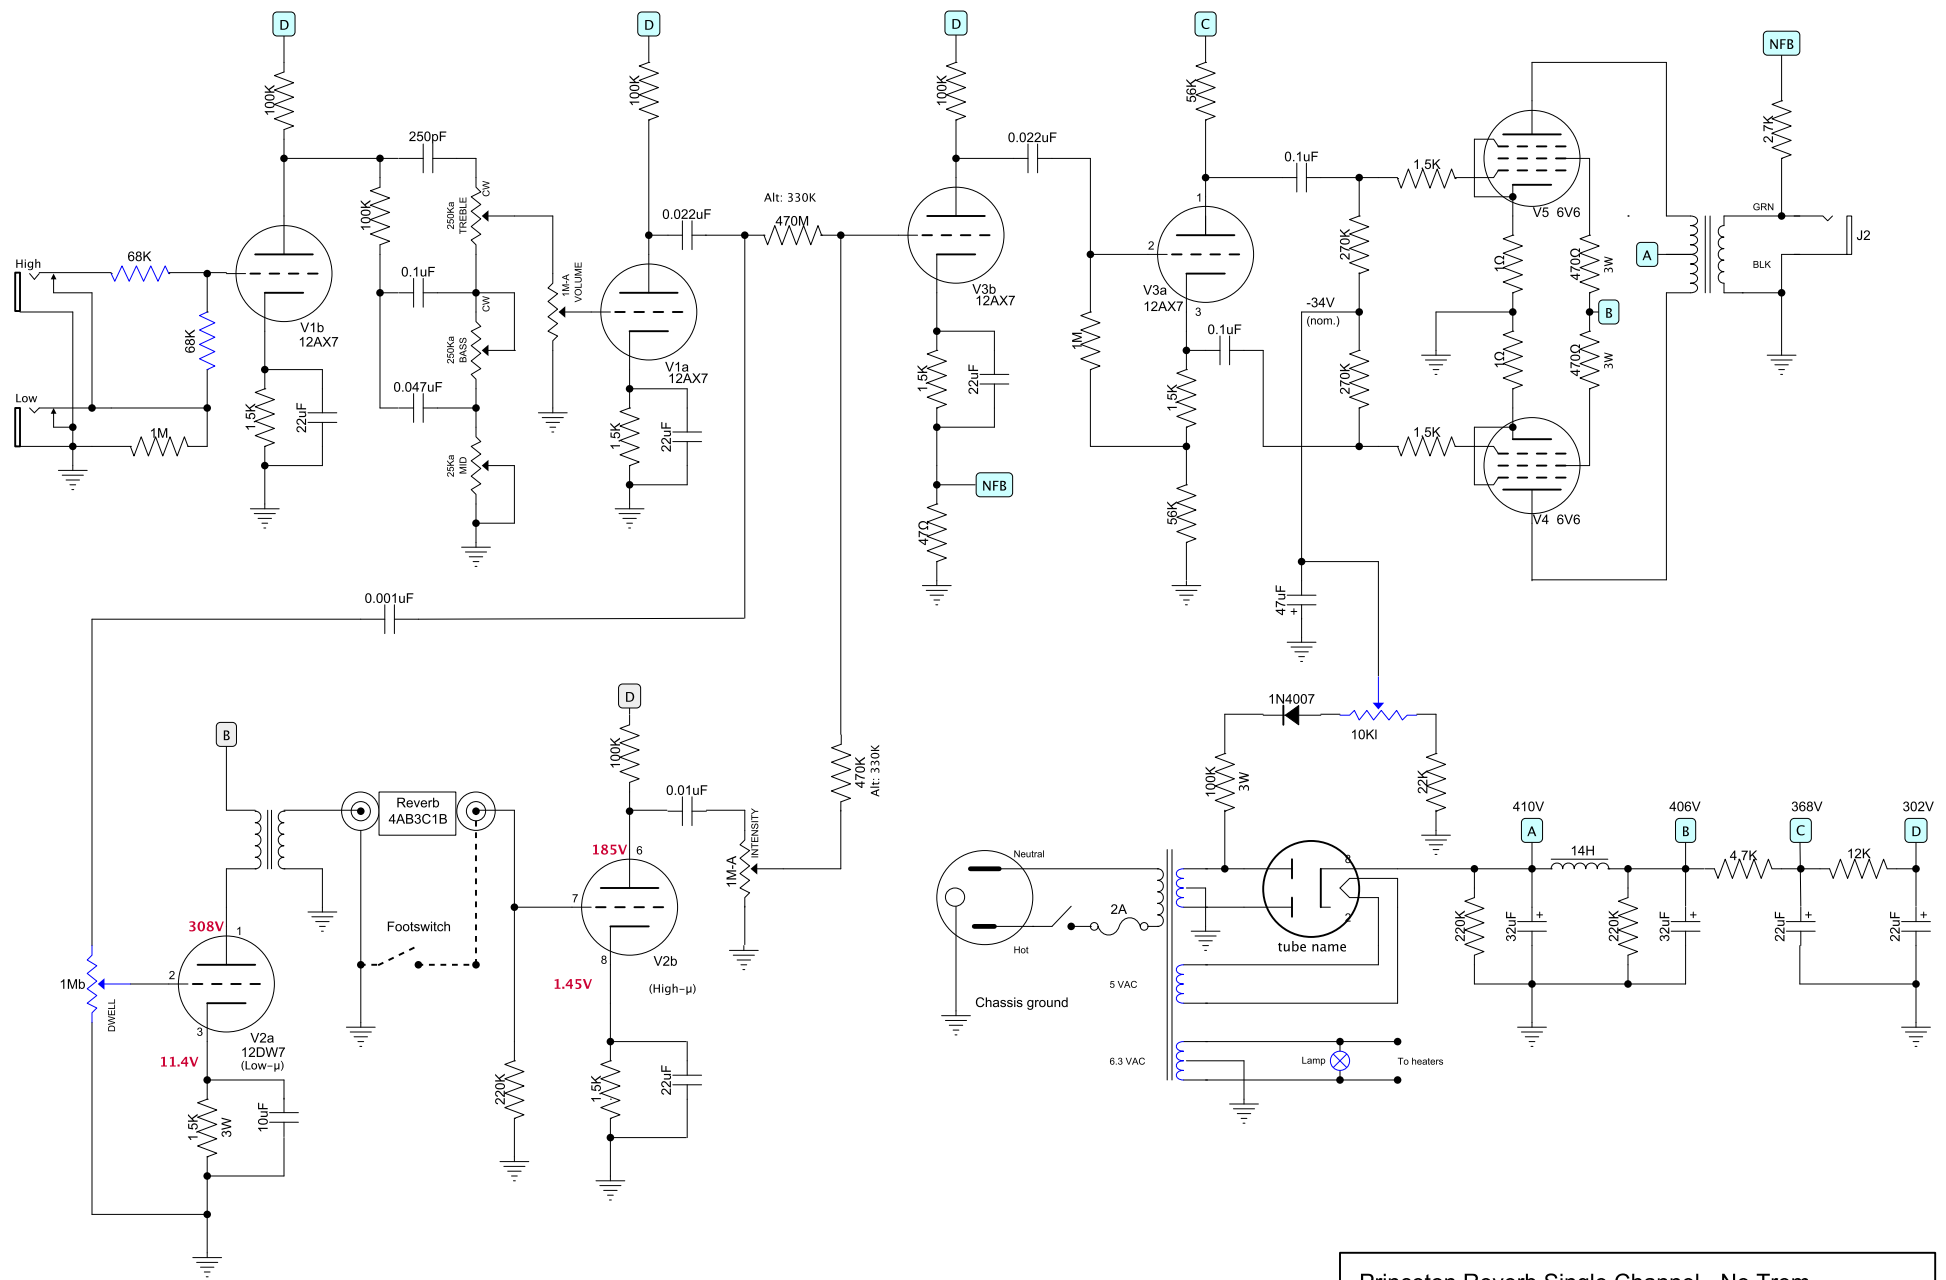 D
D
D
C
NFB
100K
100K
100K
56K
2.7K
250pF
0.022uF
0.1uF
1.5K
V5 6V6
CW
250Ka
TREBLE
100K
Alt: 330K
470M
0.022uF
1
GRN
J2
BLK
A
High
68K
68K
V1b
12AX7
0.1uF
CW
1M-A
VOLUME
V3b
12AX7
2
V3a
12AX7
3
270K
-34V
(nom.)
1Ω
470Ω
3W
B
0.1uF
1M
250Ka
BASS
V1a
12AX7
1.5K
22uF
1.5K
270K
1Ω
470Ω
3W
Low
1M
1.5K
22uF
0.047uF
25Ka
MID
1.5K
22uF
1.5K
NFB
47Ω
56K
V4 6V6
0.001uF
47uF
+
D
B
100K
1N4007
10Kl
470K
Alt: 330K
100K
3W
22K
0.01uF
INTENSITY
1M-A
Reverb
4AB3C1B
185V
6
7
8
V2b
(High-µ)
1.45V
Footswitch
308V
1
2
3
1Mb
DWELL
V2a
12DW7
(Low-µ)
11.4V
1.5K
3W
10uF
220K
1.5K
22uF
Neutral
Hot
2A
Chassis ground
8
2
tube name
5 VAC
6.3 VAC
Lamp
To heaters
410V
A
14H
406V
B
4.7K
368V
C
12K
302V
D
220K
32uF
+
220K
32uF
+
22uF
+
22uF
+
Princeton Reverb Single Channel - No Trem